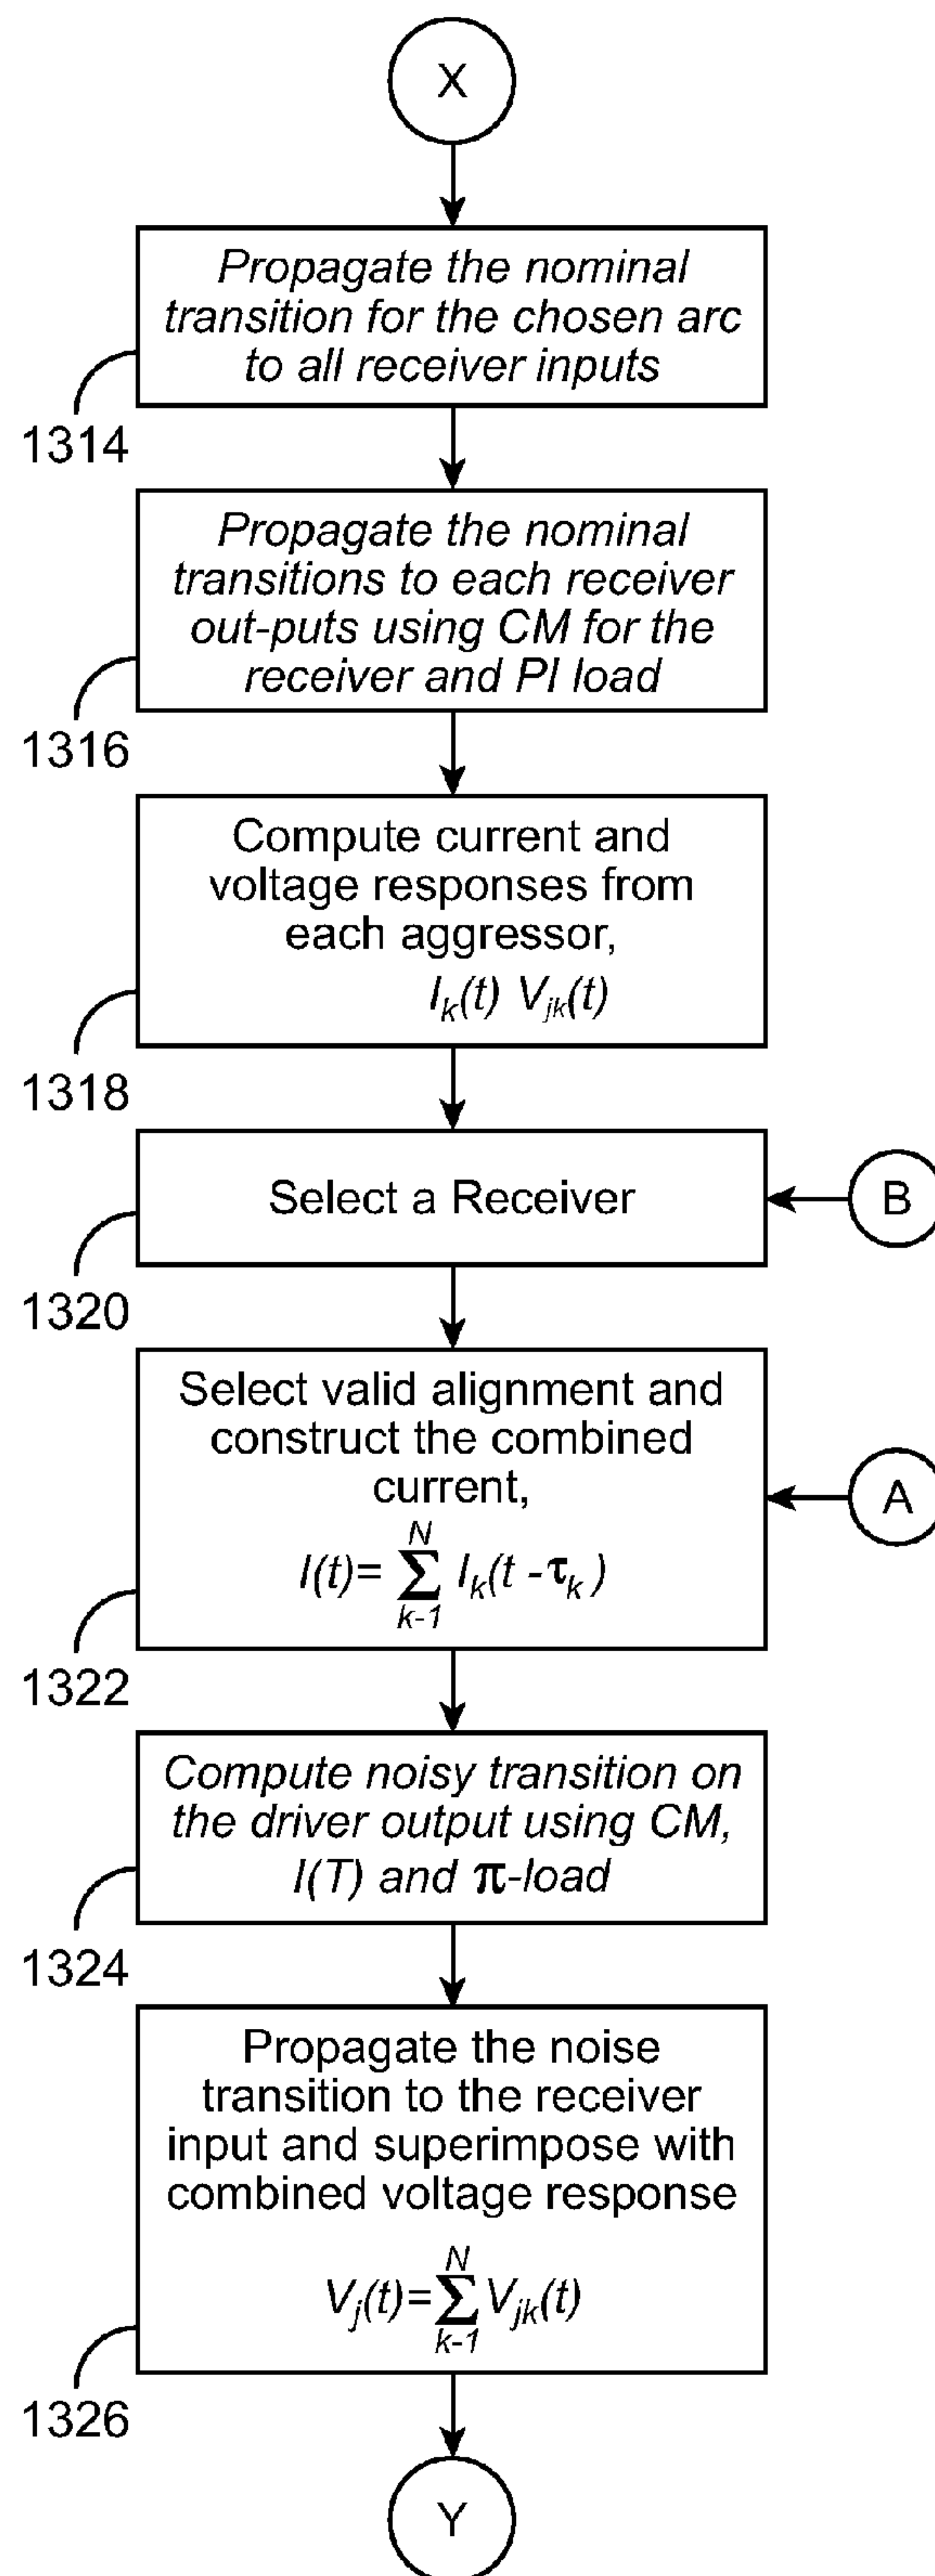 X
Propagate the nominal
transition for the chosen arc
to all receiver inputs
1314
Propagate the nominal
transitions to each receiver
out-puts using CM for the
receiver and PI load
1316
Compute current and
voltage responses from
each aggressor,
I_k(t) V_jk(t)
1318
Select a Receiver
B
1320
Select valid alignment and
construct the combined
current,
I(t)= N Σ k-1 I_k(t -τ_k )
A
1322
Compute noisy transition on
the driver output using CM,
I(T) and π-load
1324
Propagate the noise
transition to the receiver
input and superimpose with
combined voltage response
V_j(t)= N Σ k-1 V_jk(t)
1326
Y